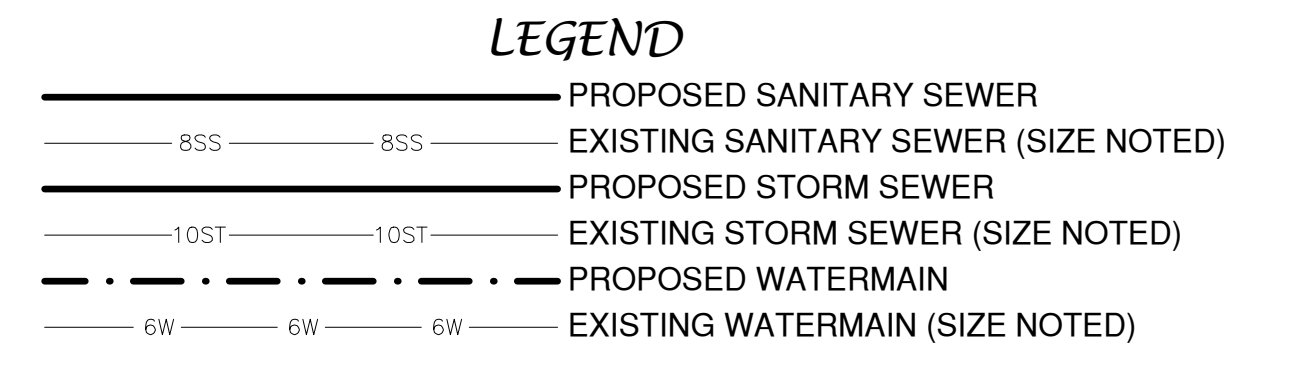 LEGEND
PROPOSED SANITARY SEWER
8SS 8SS EXISTING SANITARY SEWER (SIZE NOTED)
PROPOSED STORM SEWER
10ST 10ST EXISTING STORM SEWER (SIZE NOTED)
PROPOSED WATERMAIN
6W 6W 6W EXISTING WATERMAIN (SIZE NOTED)